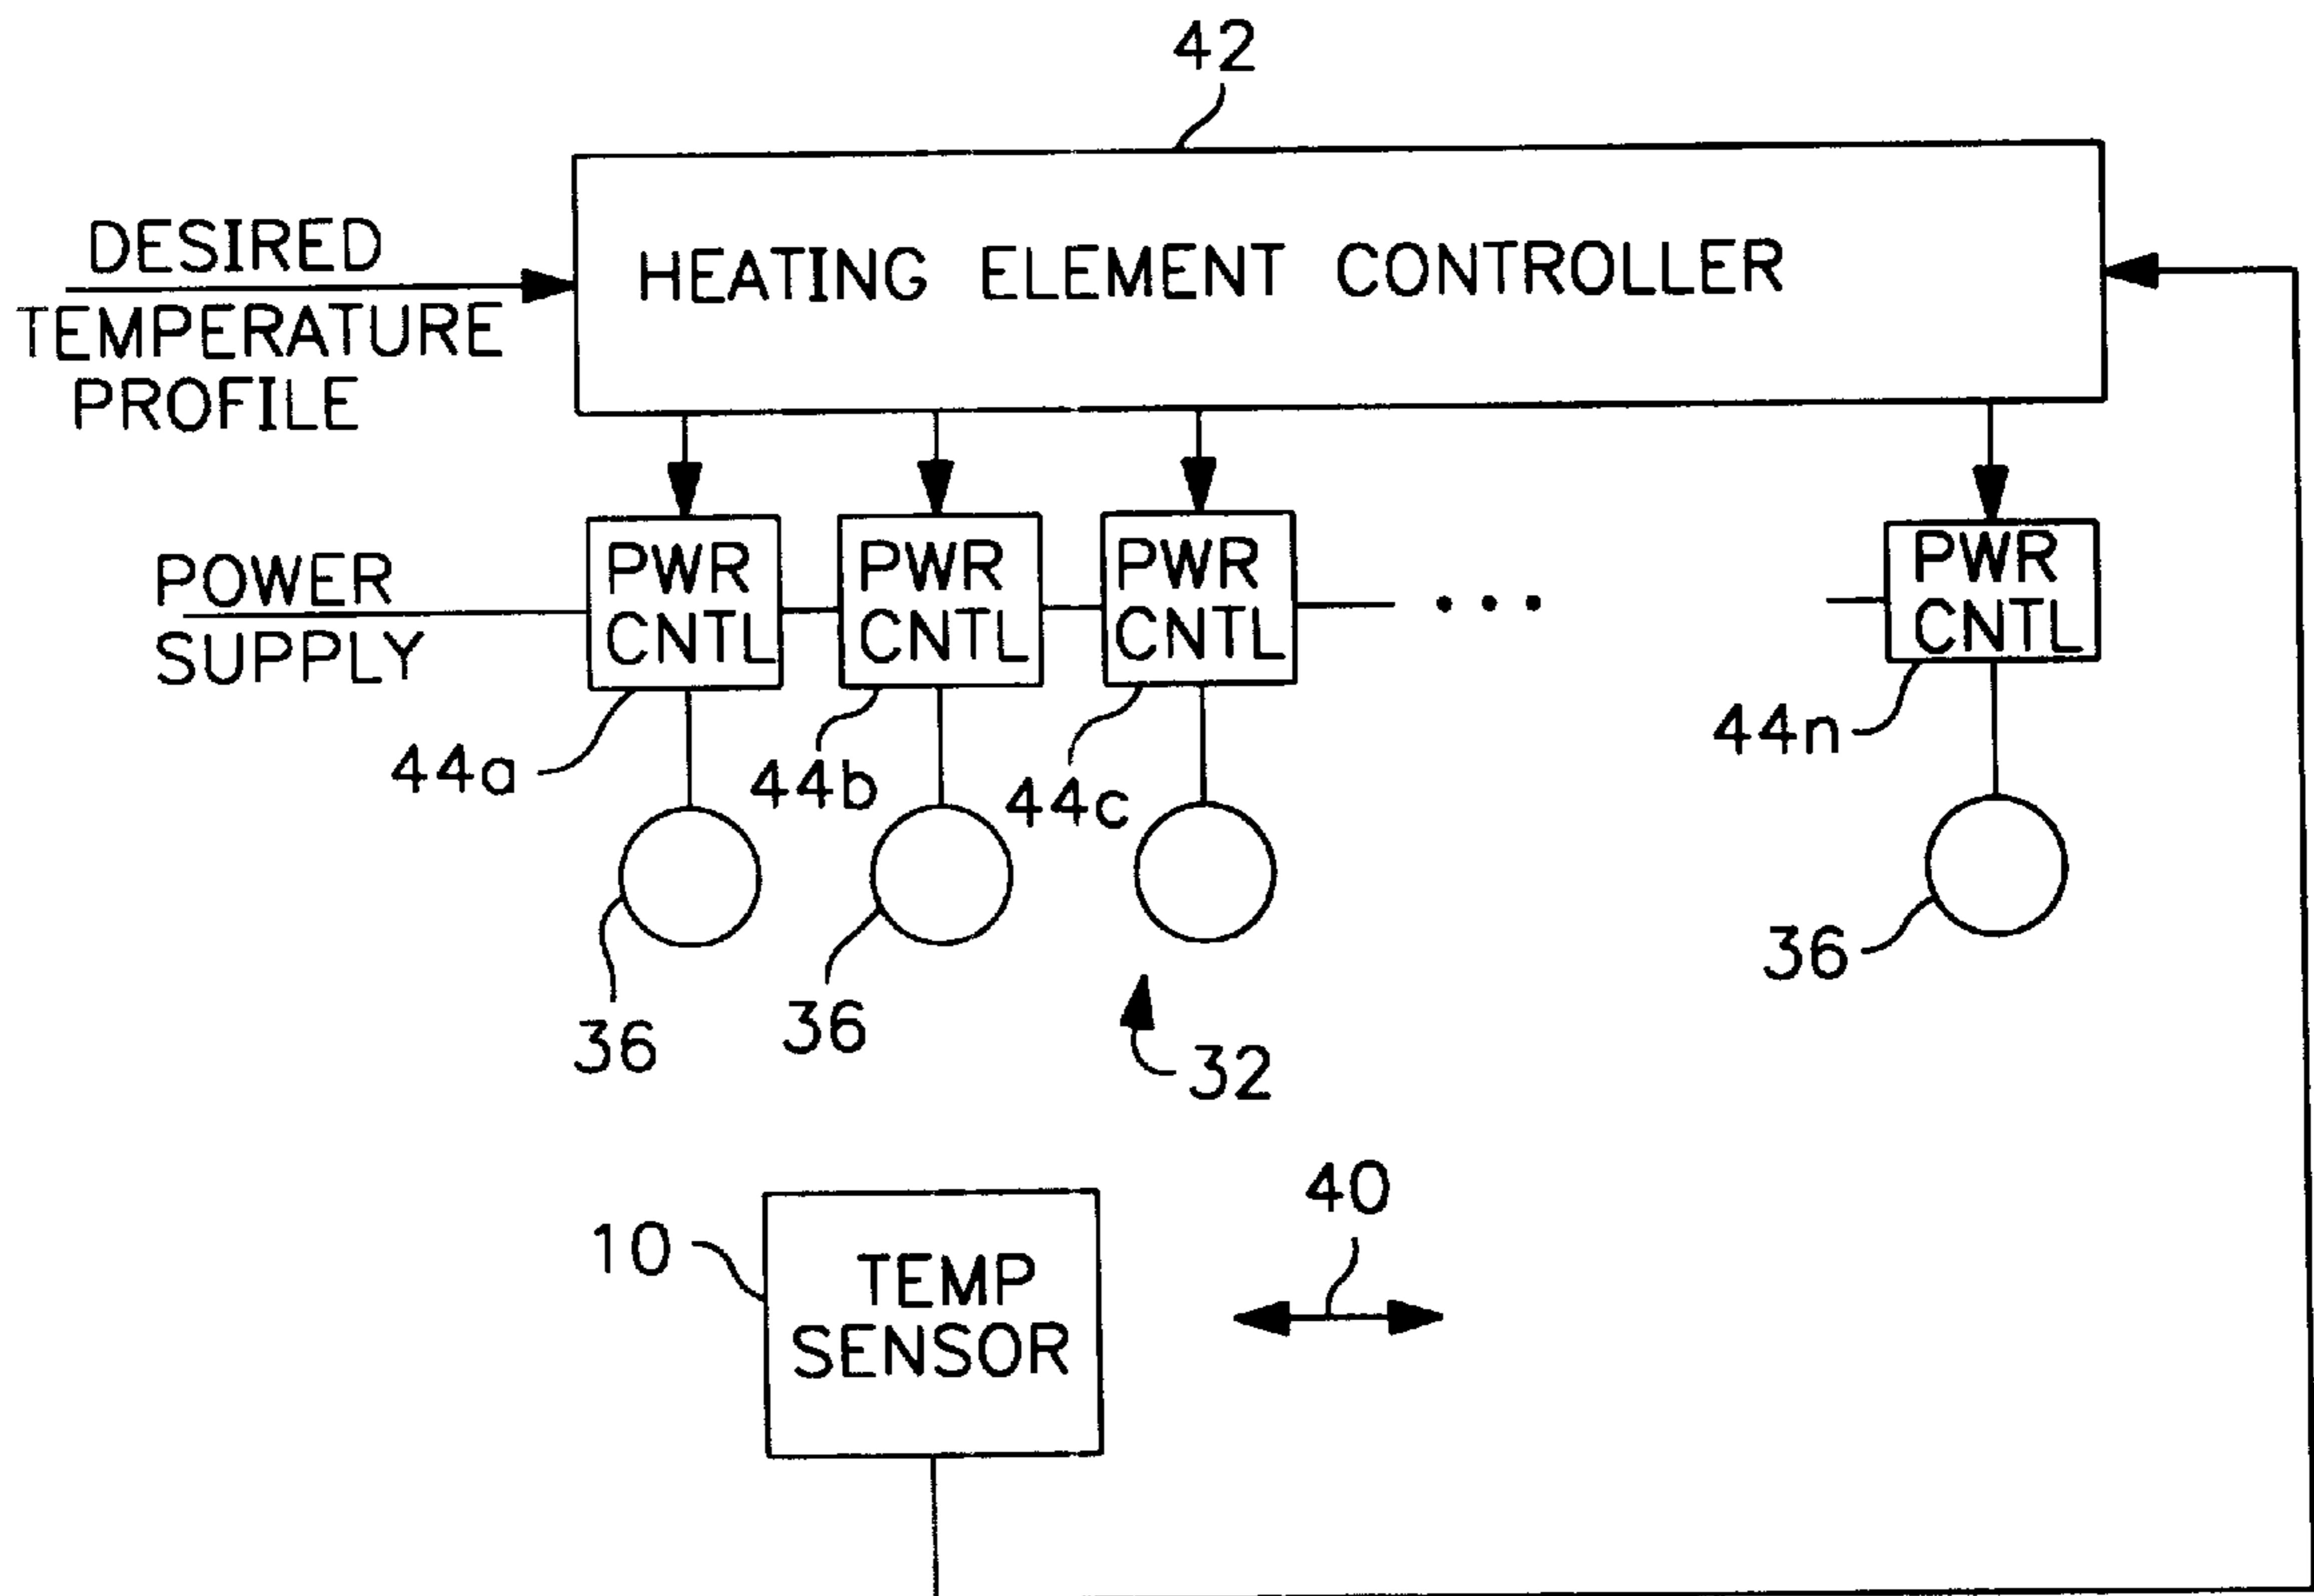 42
DESIRED
TEMPERATURE
PROFILE
HEATING ELEMENT CONTROLLER
POWER
SUPPLY
PWR
CNTL
PWR
CNTL
PWR
CNTL
• • •
PWR
CNTL
44a
44b
44c
44n
36
36
32
36
10
TEMP
SENSOR
40